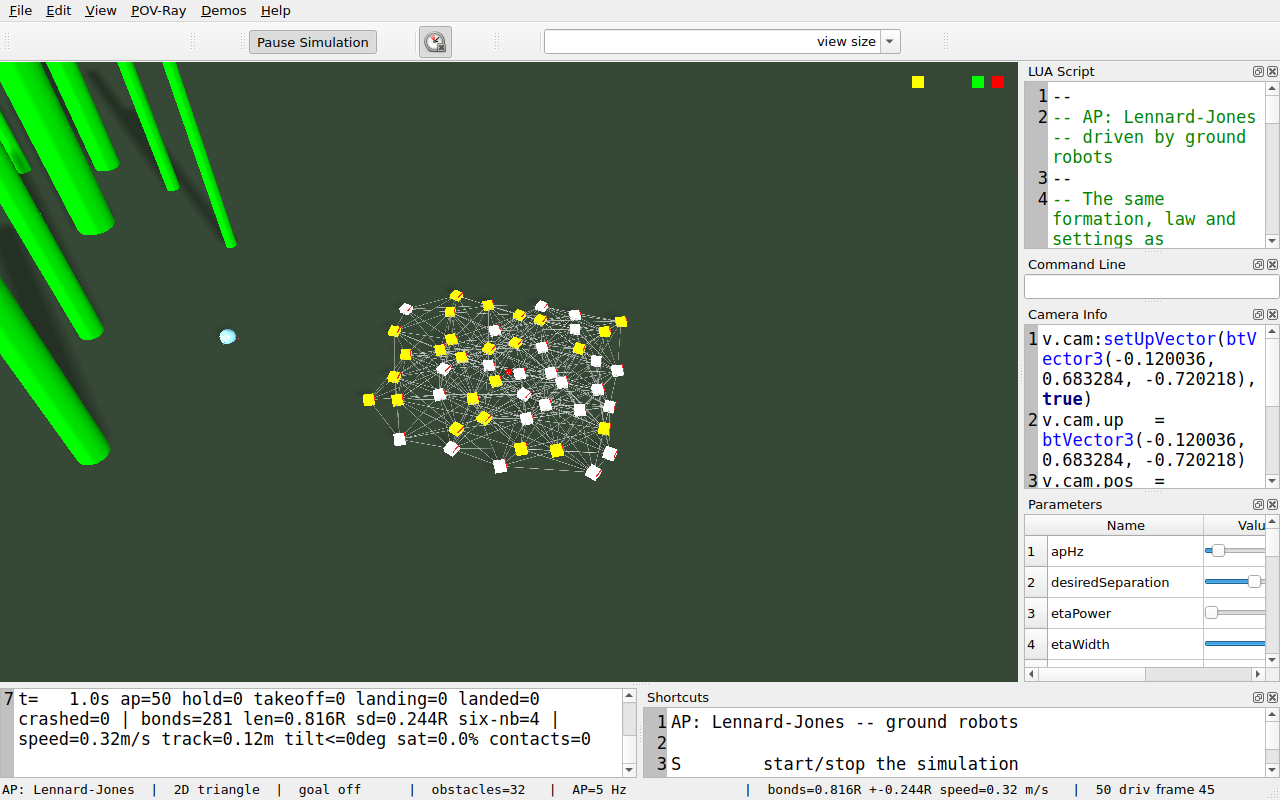 File Edit View POV-Ray Demos Help
Pause Simulation
view size
LUA Script
1 --
2 -- AP: Lennard-Jones
-- driven by ground
robots
3 --
4 -- The same
formation, law and
settings as
Command Line
Camera Info
1 v.cam:setUpVector(btV
ector3(-0.120036,
0.683284, -0.720218),
true)
2 v.cam.up   =
btVector3(-0.120036,
0.683284, -0.720218)
3 v.cam.pos  =
Parameters
Name Valu
1 apHz
2 desiredSeparation
3 etaPower
4 etaWidth
7 t=   1.0s ap=50 hold=0 takeoff=0 landing=0 landed=0
crashed=0 | bonds=281 len=0.816R sd=0.244R six-nb=4 |
speed=0.32m/s track=0.12m tilt<=0deg sat=0.0% contacts=0
Shortcuts
1 AP: Lennard-Jones -- ground robots
2
3 S        start/stop the simulation
AP: Lennard-Jones | 2D triangle | goal off | obstacles=32 | AP=5 Hz | bonds=0.816R +-0.244R speed=0.32 m/s | 50 driv frame 45